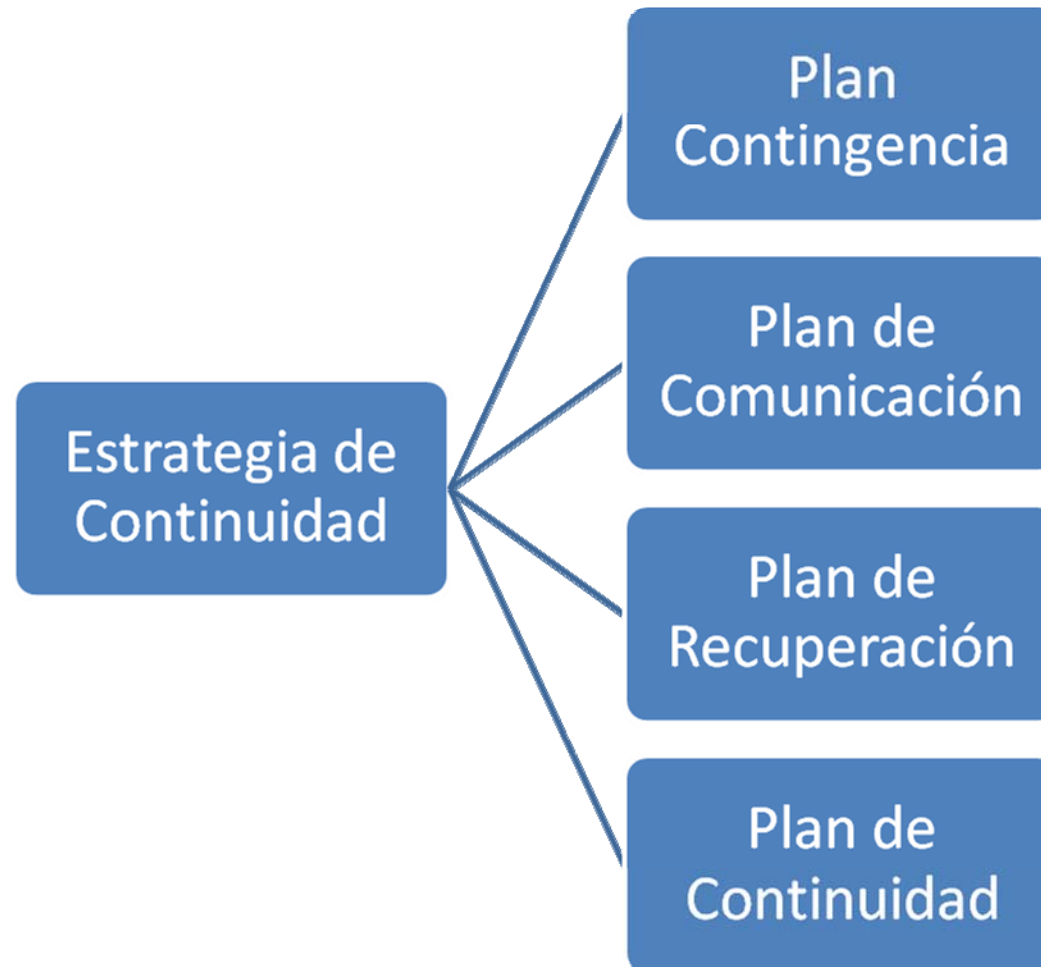 Plan
Contingencia
Plan de
Comunicación
Estrategia de
Continuidad
Plan de
Recuperación
Plan de
Continuidad